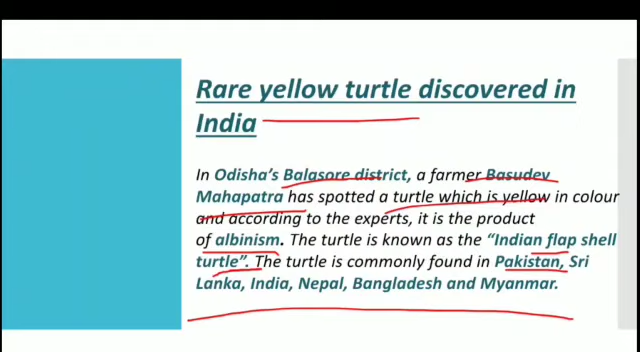 Rare yellow turtle discovered in
India
In Odisha's Balasore district, a farmer Basudev
Mahapatra has spotted a turtle which is yellow in colour
and according to the experts, it is the product
of albinism. The turtle is known as the “Indian flap shell
turtle”. The turtle is commonly found in Pakistan, Sri
Lanka, India, Nepal, Bangladesh and Myanmar.